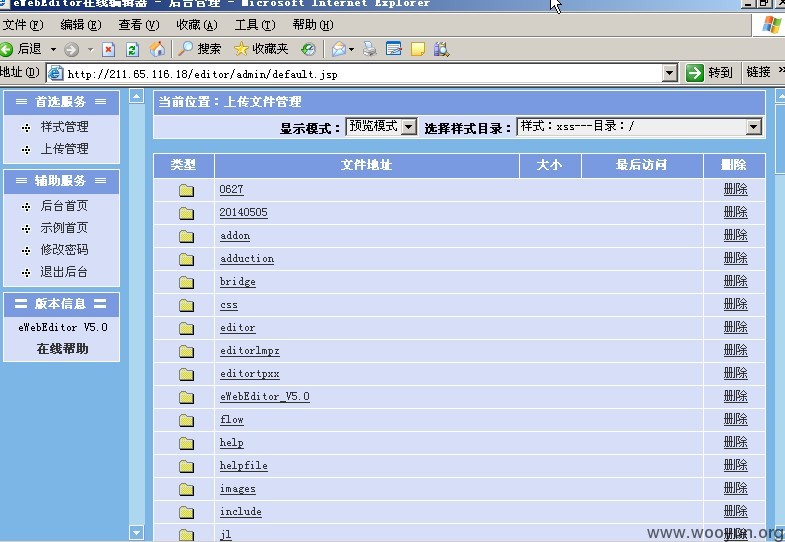 eWebEditor在线编辑器 - 后台管理 - Microsoft Internet Explorer
文件(F) 编辑(E) 查看(V) 收藏(A) 工具(T) 帮助(H)
后退 搜索 收藏夹
地址(D) http://211.65.116.18/editor/admin/default.jsp 转到 链接 »
首选服务
样式管理
上传管理
辅助服务
后台首页
示例首页
修改密码
退出后台
版本信息
eWebEditor V5.0
在线帮助
当前位置：上传文件管理
显示模式： 预览模式 选择样式目录： 样式：xss---目录：/
类型 文件地址 大小 最后访问 删除
0627 删除
20140505 删除
addon 删除
adduction 删除
bridge 删除
css 删除
editor 删除
editorlmpz 删除
editortpxx 删除
eWebEditor_V5.0 删除
flow 删除
help 删除
helpfile 删除
images 删除
include 删除
jl 删除
www.wooyun.org